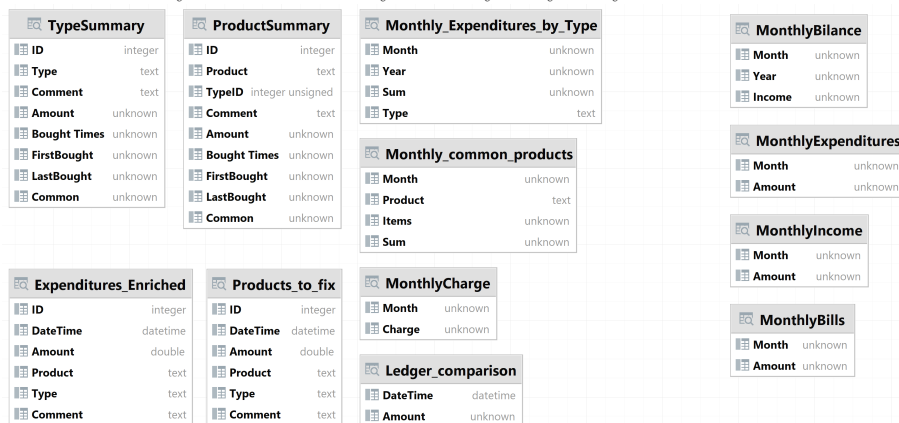 TypeSummary
ID integer
Type text
Comment text
Amount unknown
Bought Times unknown
FirstBought unknown
LastBought unknown
Common unknown
ProductSummary
ID integer
Product text
TypeID integer unsigned
Comment text
Amount unknown
Bought Times unknown
FirstBought unknown
LastBought unknown
Common unknown
Monthly_Expenditures_by_Type
Month unknown
Year unknown
Sum unknown
Type text
Monthly_common_products
Month unknown
Product text
Items unknown
Sum unknown
MonthlyBilance
Month unknown
Year unknown
Income unknown
MonthlyExpenditures
Month unknown
Amount unknown
MonthlyIncome
Month unknown
Amount unknown
MonthlyBills
Month unknown
Amount unknown
Expenditures_Enriched
ID integer
DateTime datetime
Amount double
Product text
Type text
Comment text
Products_to_fix
ID integer
DateTime datetime
Amount double
Product text
Type text
Comment text
MonthlyCharge
Month unknown
Charge unknown
Ledger_comparison
DateTime datetime
Amount unknown